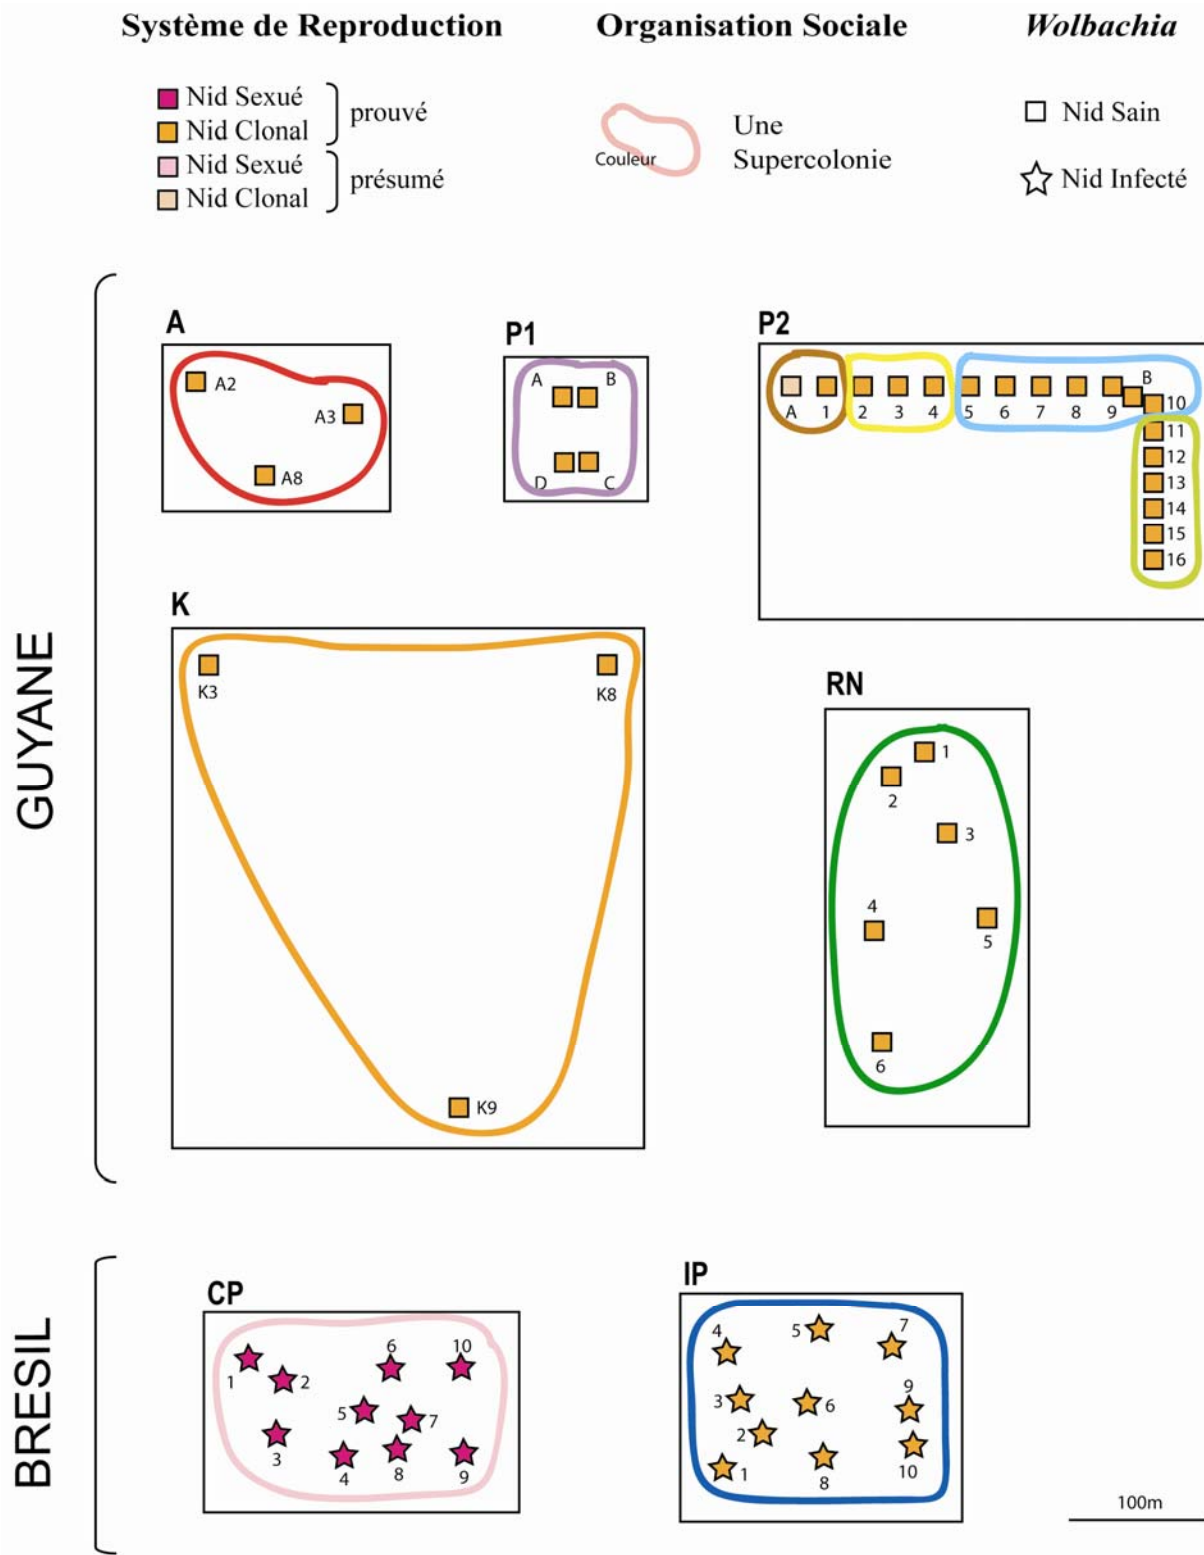 Système de Reproduction
Organisation Sociale
Wolbachia
Nid Sexué
Nid Clonal
prouvé
Nid Sexué
Nid Clonal
présumé
Couleur
Une
Supercolonie
Nid Sain
Nid Infecté
GUYANE
A
A2
A3
A8
P1
A
B
D
C
P2
A
1
2
3
4
5
6
7
8
9
B
10
11
12
13
14
15
16
K
K3
K8
K9
RN
1
2
3
4
5
6
BRESIL
CP
1
2
6
10
5
7
3
4
8
9
IP
4
5
7
3
6
9
2
1
8
10
100m